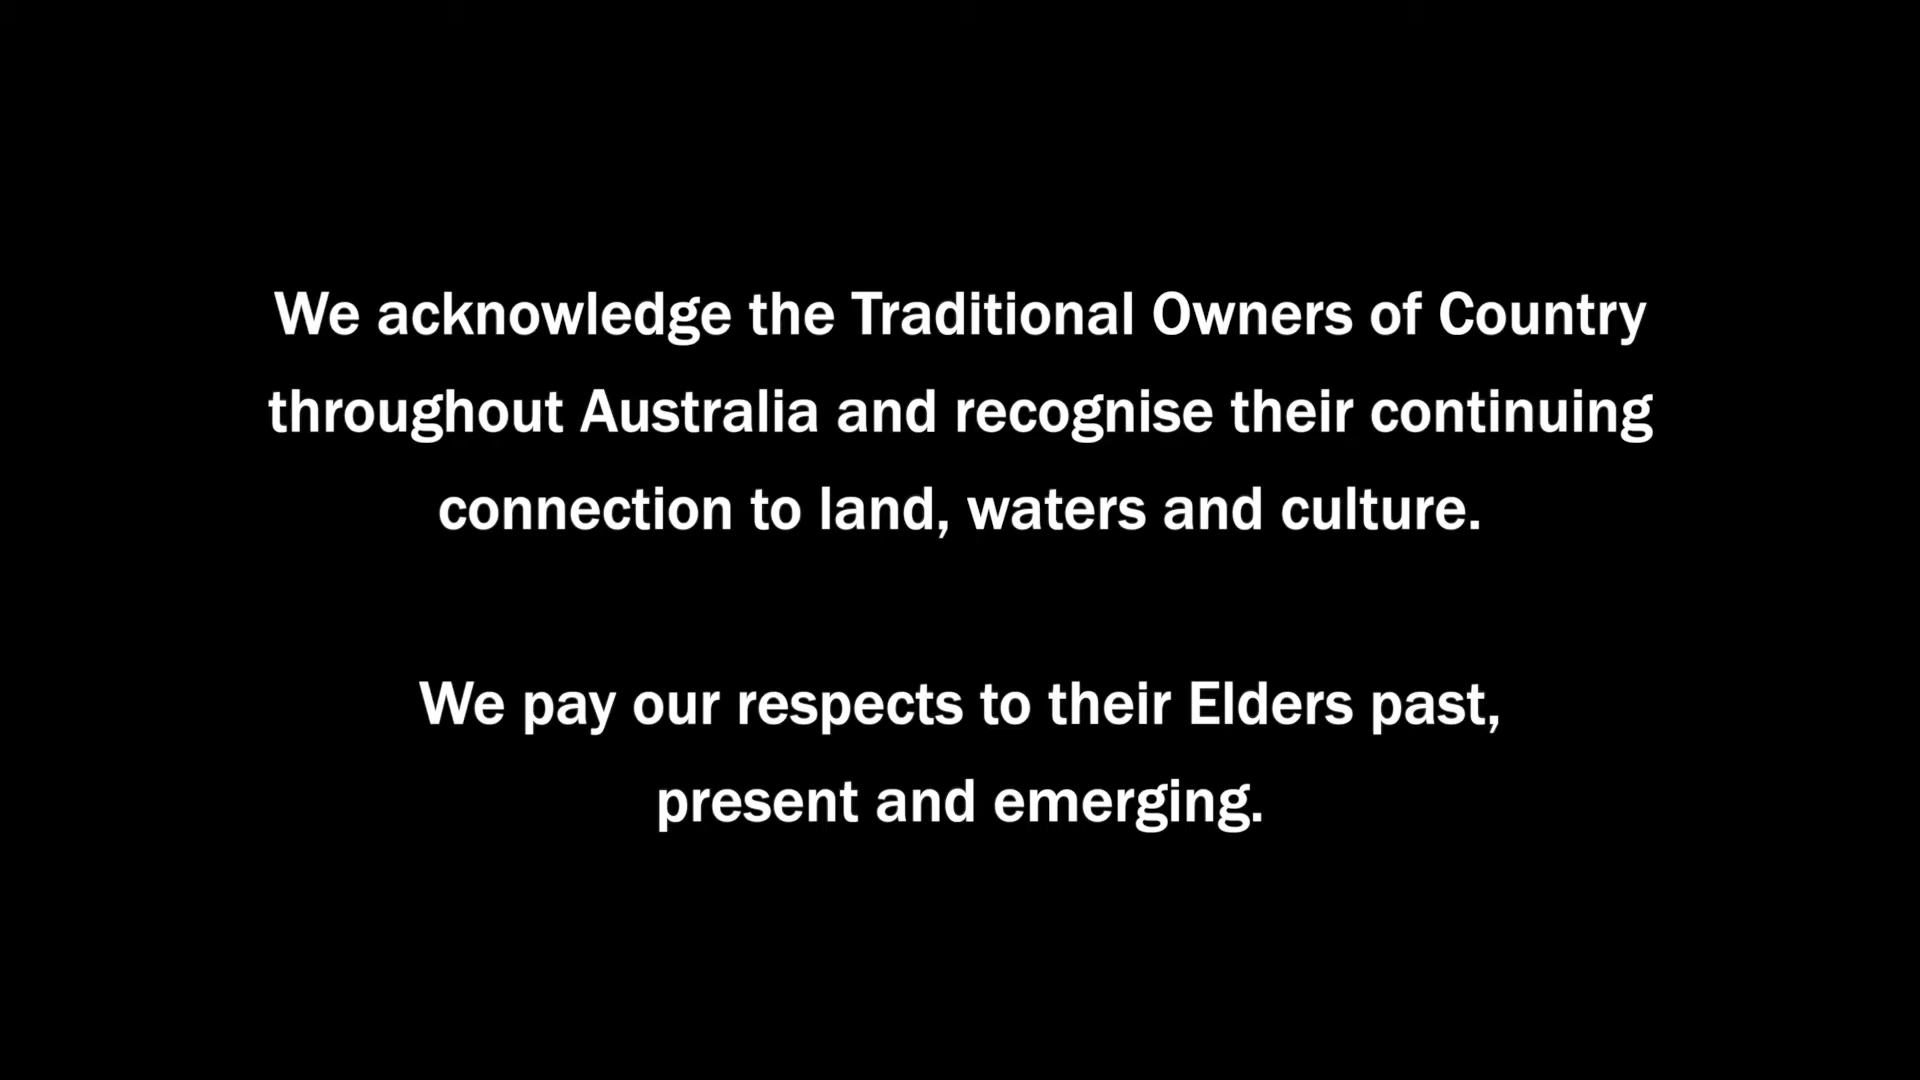 We acknowledge the Traditional Owners of Country
throughout Australia and recognise their continuing
connection to land, waters and culture.
We pay our respects to their Elders past,
present and emerging.